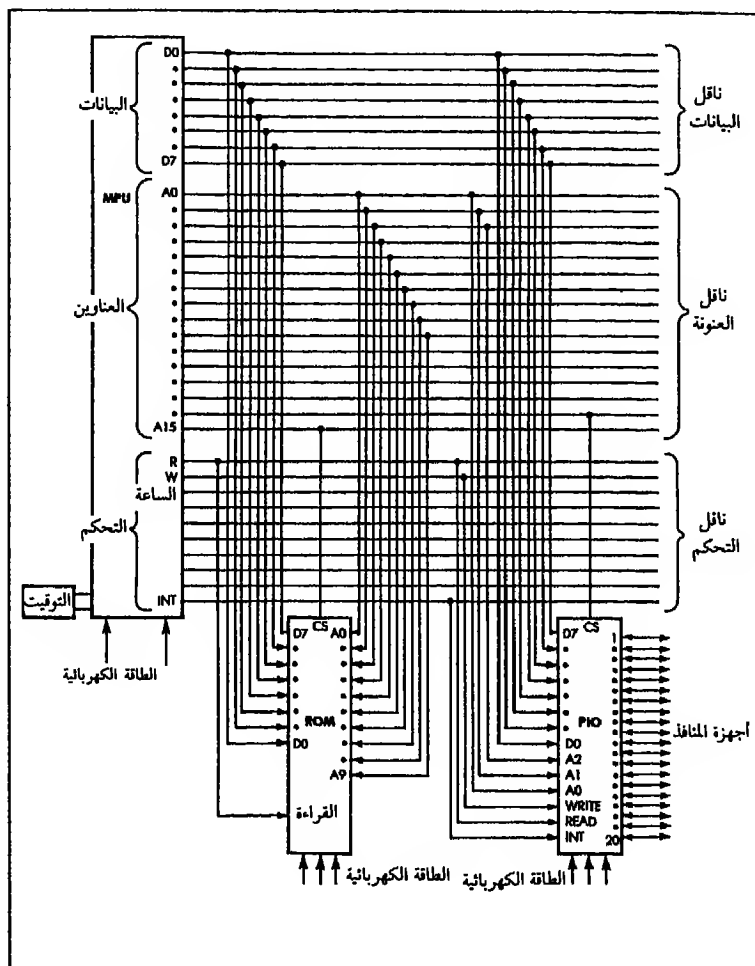 D0
البيانات
D7
ناقل
البيانات
MPU
A0
العناوين
A15
ناقل
العنونة
R
W
الساعة
التحكم
INT
ناقل
التحكم
التوقيت
الطاقة الكهربائية
CS
D7
A0
ROM
D0
A9
القراءة
الطاقة الكهربائية
CS
D7
1
PIO
D0
A2
A1
A0
WRITE
READ
INT
20
أجهزة المنافذ
الطاقة الكهربائية